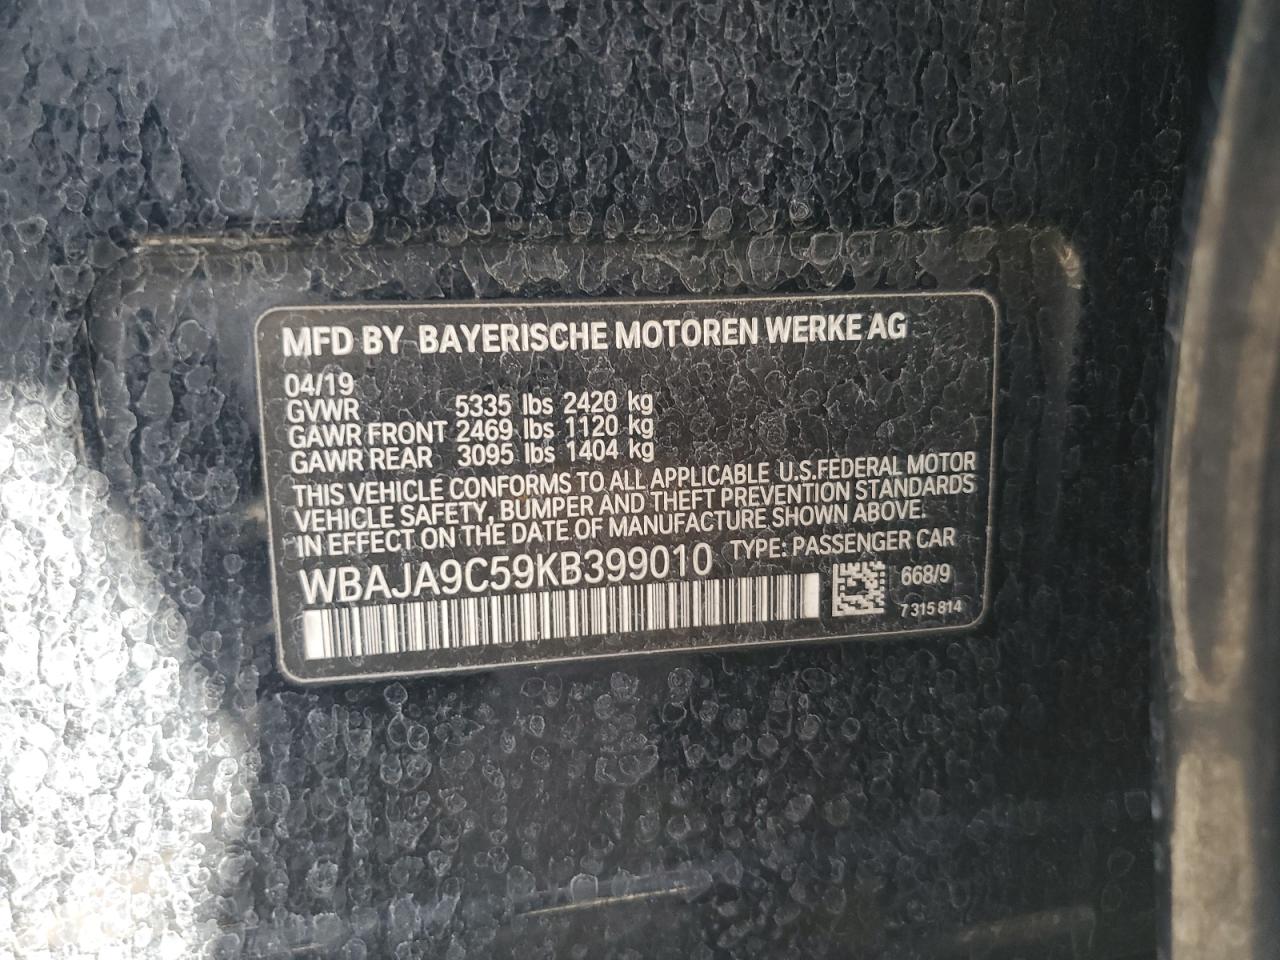 MFD BY BAYERISCHE MOTOREN WERKE AG
04/19
GVWR 5335 lbs 2420 kg
GAWR FRONT 2469 lbs 1120 kg
GAWR REAR 3095 lbs 1404 kg
THIS VEHICLE CONFORMS TO ALL APPLICABLE U.S.FEDERAL MOTOR
VEHICLE SAFETY, BUMPER AND THEFT PREVENTION STANDARDS
IN EFFECT ON THE DATE OF MANUFACTURE SHOWN ABOVE.
WBAJA9C59KB399010 TYPE: PASSENGER CAR
668/9
7 315 814